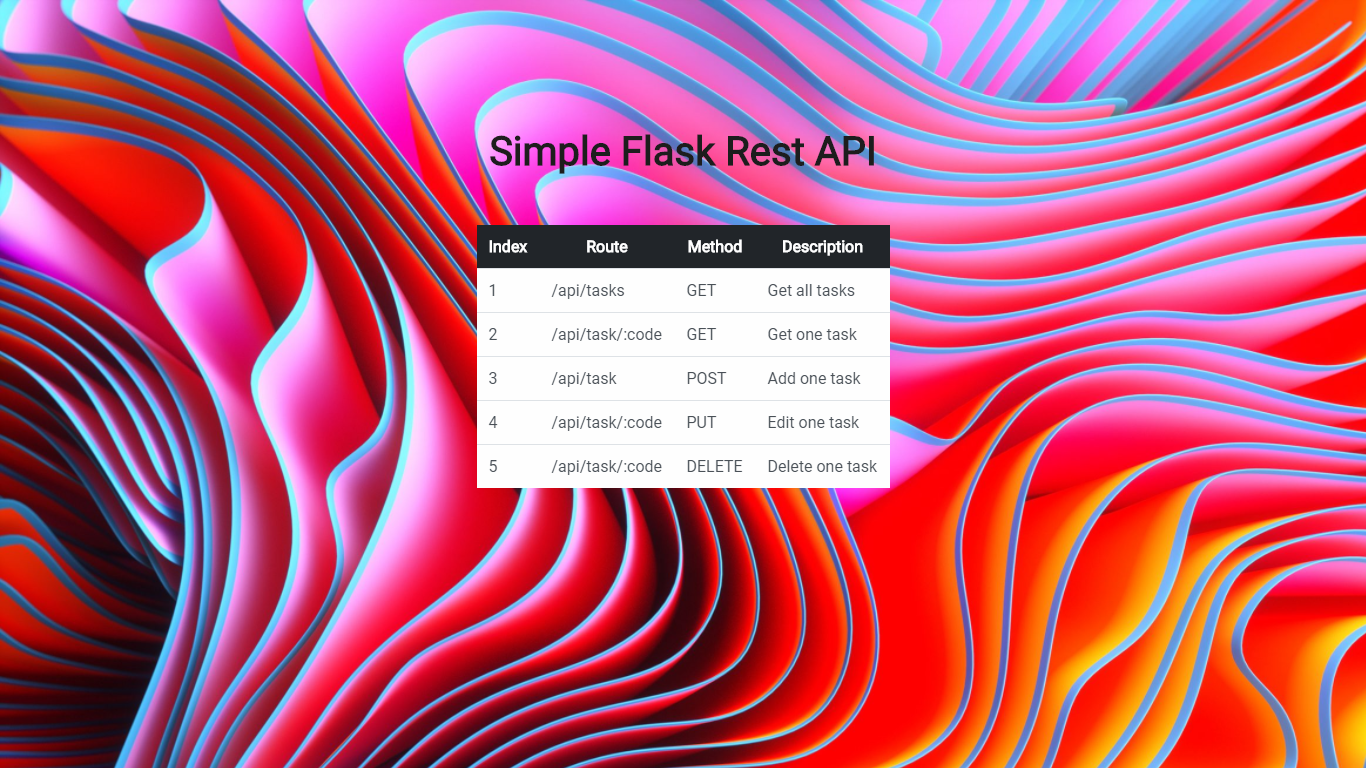 Simple Flask Rest API
Index Route Method Description
1 /api/tasks GET Get all tasks
2 /api/task/:code GET Get one task
3 /api/task POST Add one task
4 /api/task/:code PUT Edit one task
5 /api/task/:code DELETE Delete one task